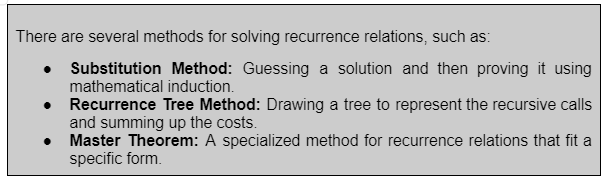 There are several methods for solving recurrence relations, such as:
● Substitution Method: Guessing a solution and then proving it using
mathematical induction.
● Recurrence Tree Method: Drawing a tree to represent the recursive calls
and summing up the costs.
● Master Theorem: A specialized method for recurrence relations that fit a
specific form.